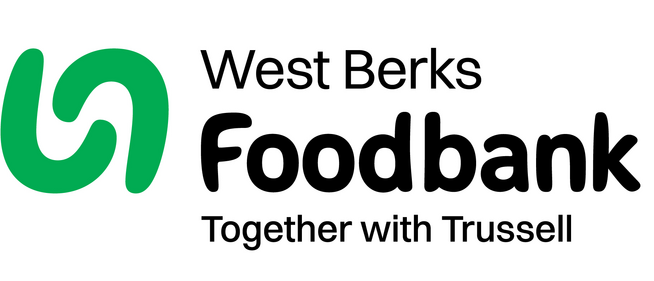 West Berks
Foodbank
Together with Trussell